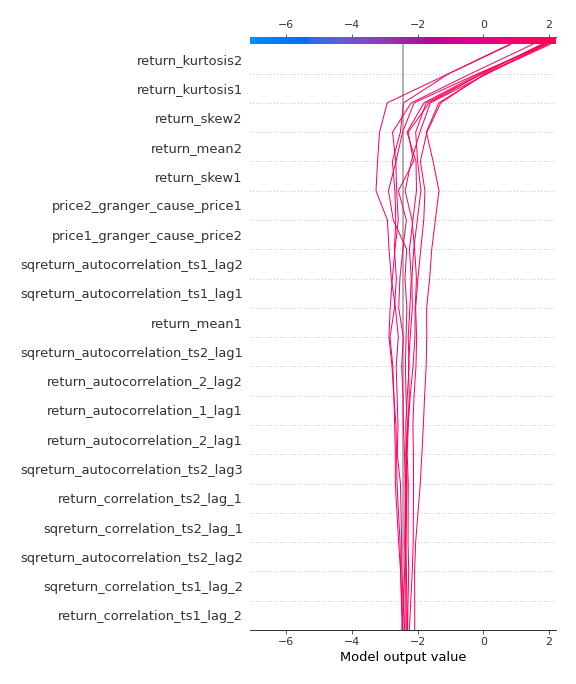 −6 −4 −2 0 2
return_kurtosis2
return_kurtosis1
return_skew2
return_mean2
return_skew1
price2_granger_cause_price1
price1_granger_cause_price2
sqreturn_autocorrelation_ts1_lag2
sqreturn_autocorrelation_ts1_lag1
return_mean1
sqreturn_autocorrelation_ts2_lag1
return_autocorrelation_2_lag2
return_autocorrelation_1_lag1
return_autocorrelation_2_lag1
sqreturn_autocorrelation_ts2_lag3
return_correlation_ts2_lag_1
sqreturn_correlation_ts2_lag_1
sqreturn_autocorrelation_ts2_lag2
sqreturn_correlation_ts1_lag_2
return_correlation_ts1_lag_2
−6 −4 −2 0 2
Model output value